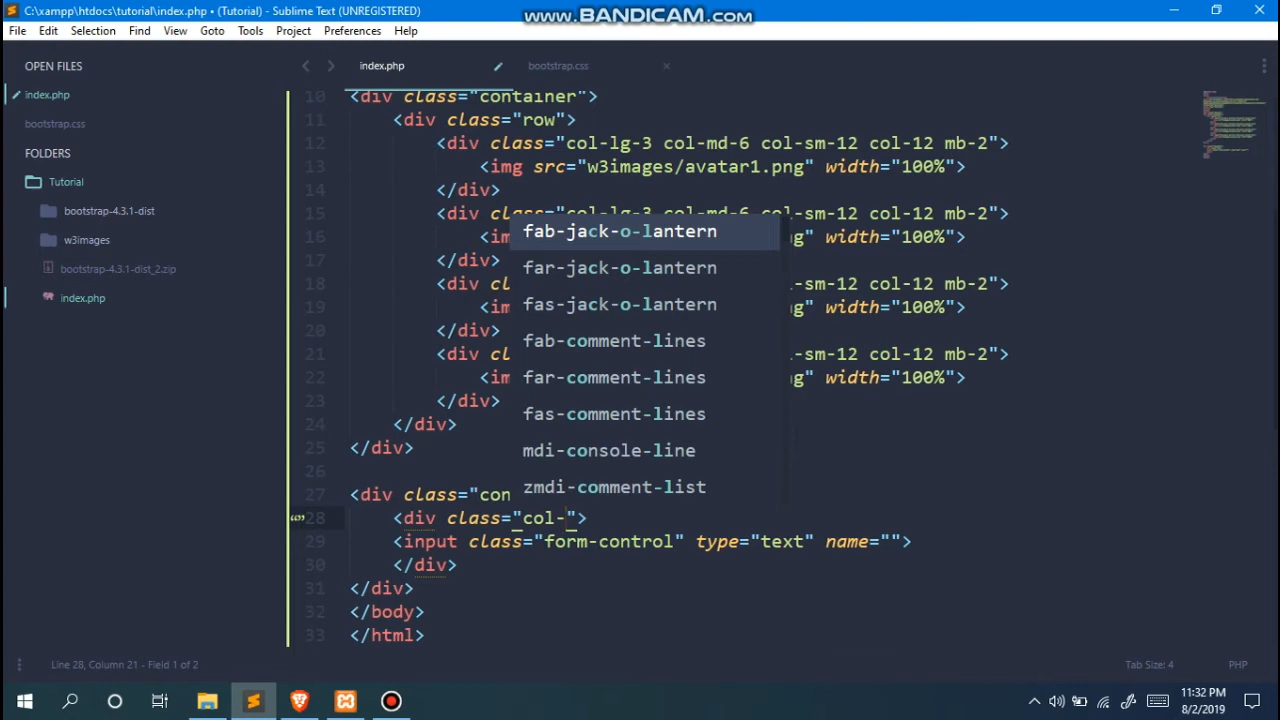 C:\xampp\htdocs\tutorial\index.php • (Tutorial) - Sublime Text (UNREGISTERED)
www.BANDICAM.com
File Edit Selection Find View Goto Tools Project Preferences Help
OPEN FILES
index.php
bootstrap.css
FOLDERS
Tutorial
bootstrap-4.3.1-dist
w3images
bootstrap-4.3.1-dist_2.zip
index.php
index.php bootstrap.css
10 <div class="container">
11 <div class="row">
12 <div class="col-lg-3 col-md-6 col-sm-12 col-12 mb-2">
13 <img src="w3images/avatar1.png" width="100%">
14 </div>
15 <div class="col-lg-3 col-md-6 col-sm-12 col-12 mb-2">
16 <im ng" width="100%">
17 </div>
18 <div c -sm-12 col-12 mb-2">
19 <im ng" width="100%">
20 </div>
21 <div c l-sm-12 col-12 mb-2">
22 <im ng" width="100%">
23 </div>
24 </div>
25 </div>
26
27 <div class="con
28 <div class="col-">
29 <input class="form-control" type="text" name="">
30 </div>
31 </div>
32 </body>
33 </html>
fab-jack-o-lantern
far-jack-o-lantern
fas-jack-o-lantern
fab-comment-lines
far-comment-lines
fas-comment-lines
mdi-console-line
zmdi-comment-list
Line 28, Column 21 - Field 1 of 2
Tab Size: 4 PHP
11:32 PM
8/2/2019